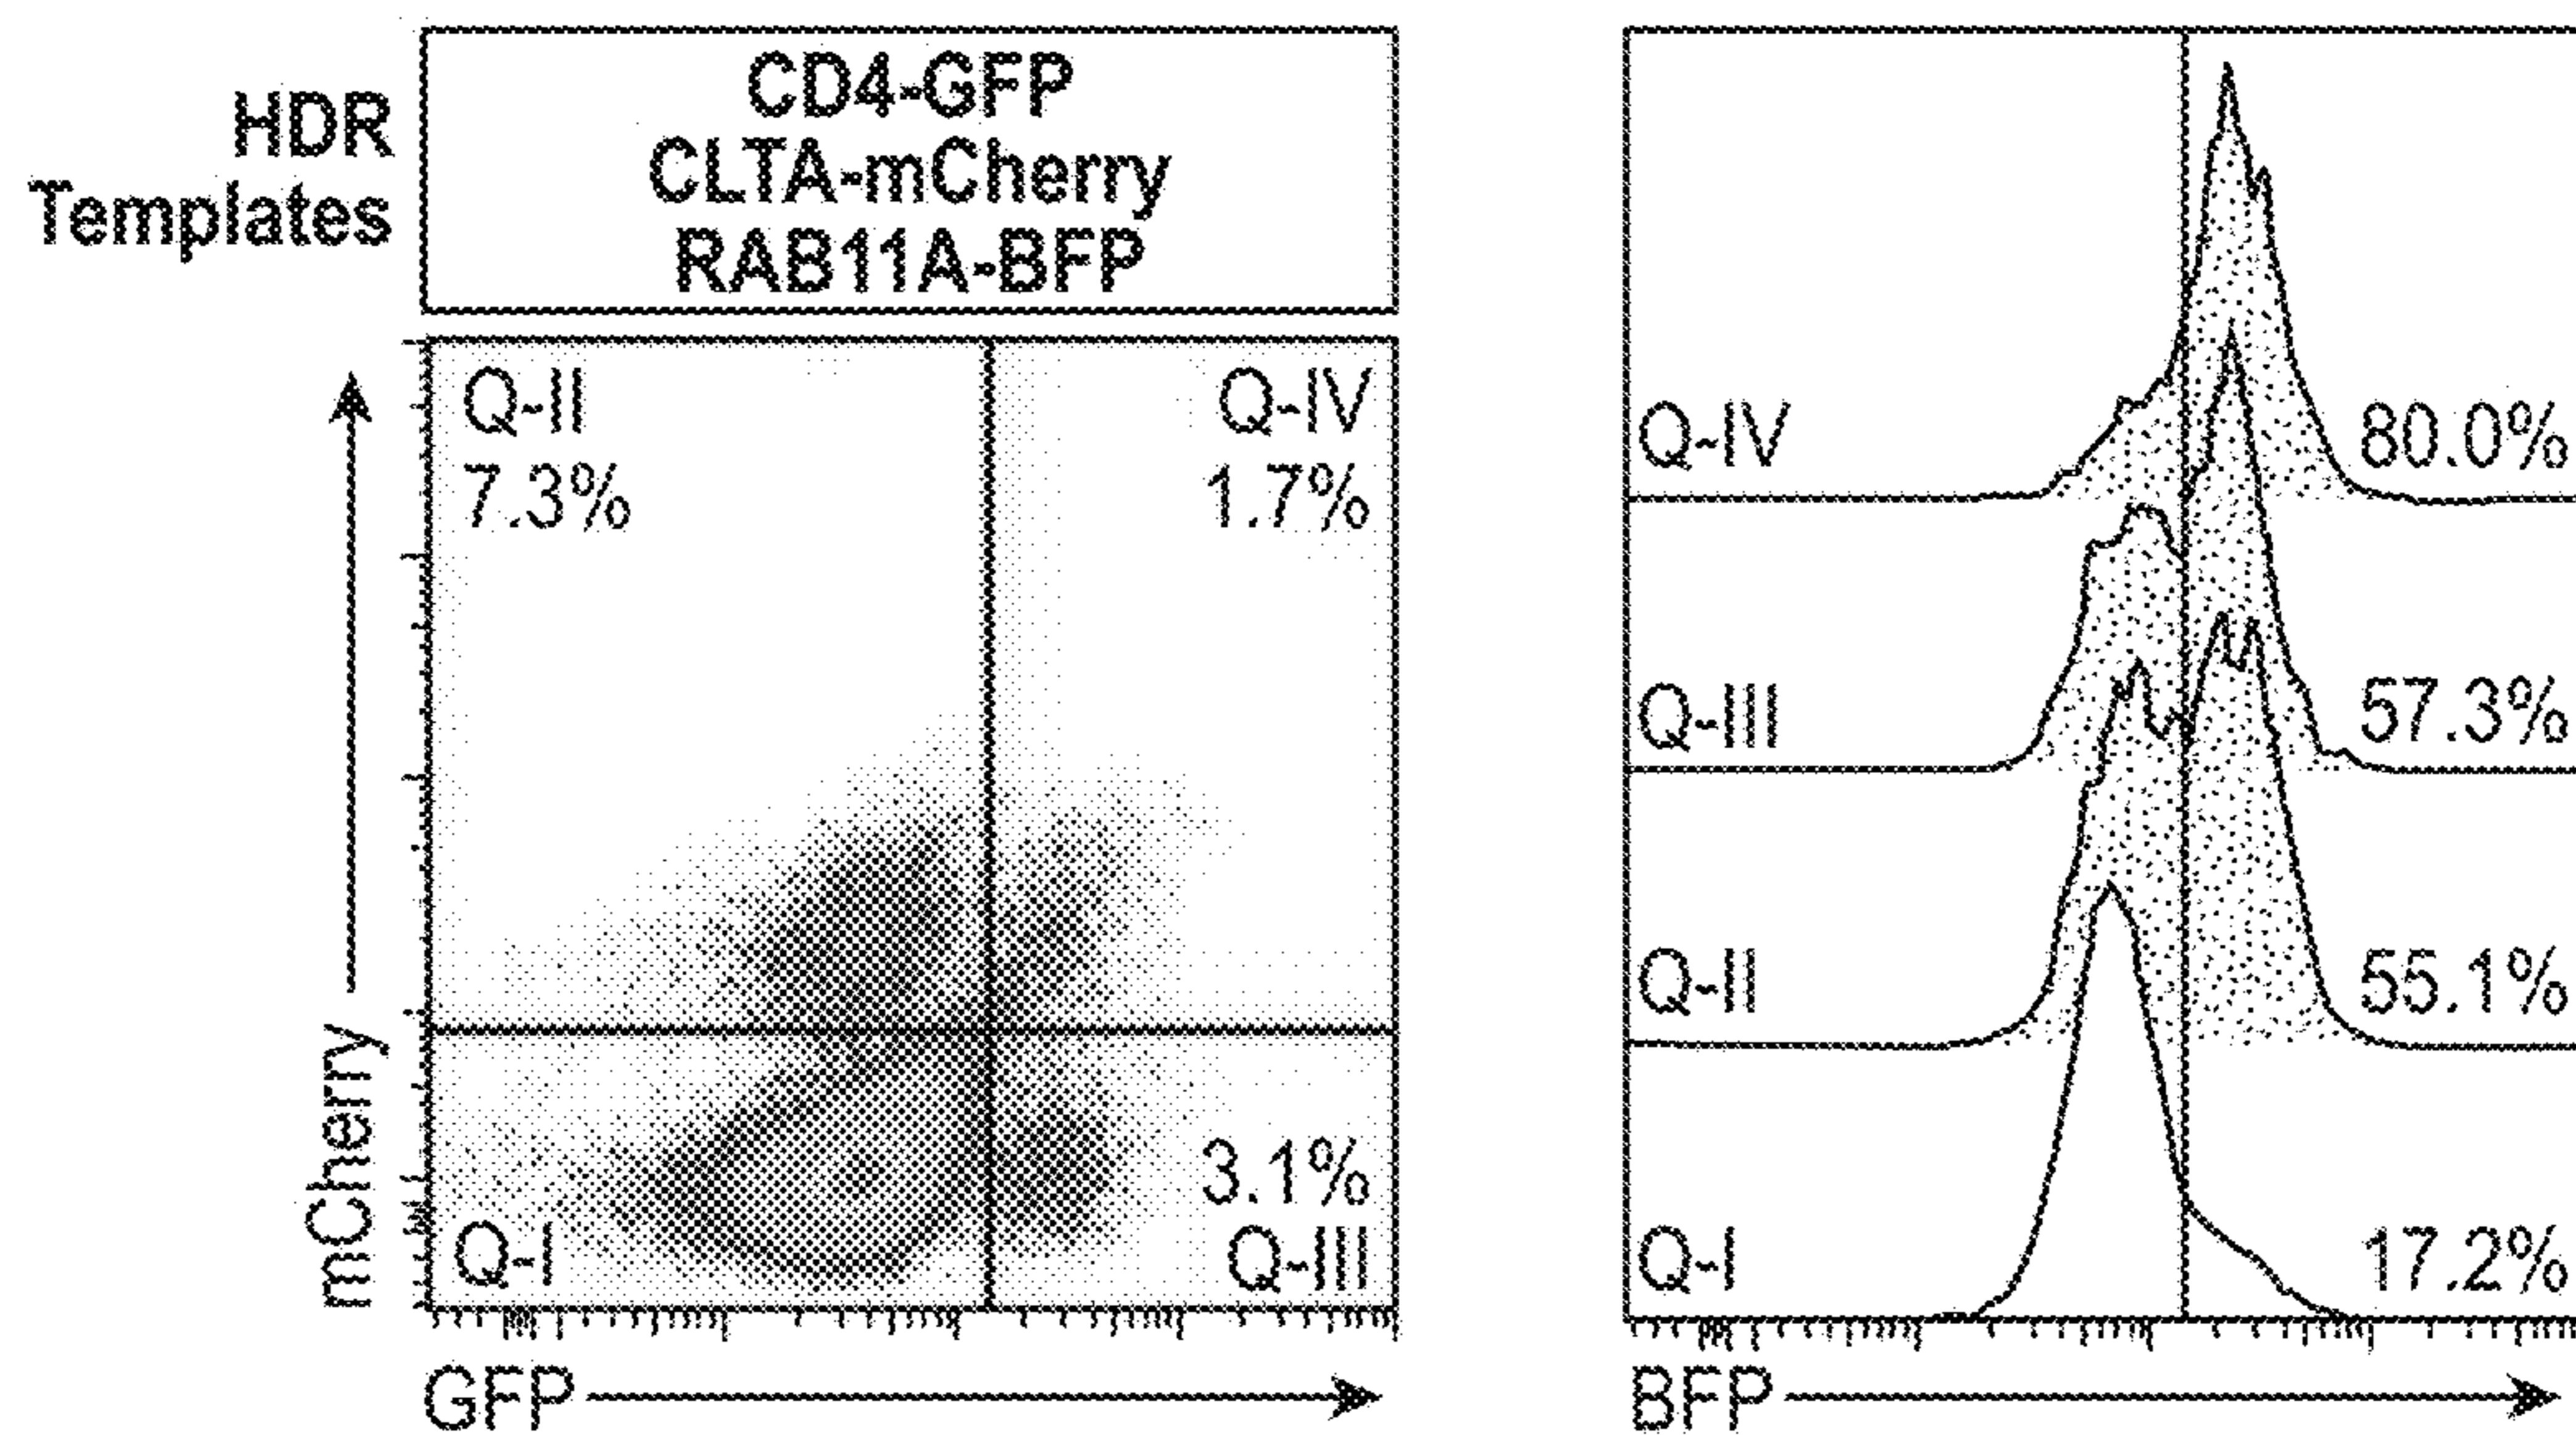 HDR
Templates
CD4-GFP
CLTA-mCherry
RAB11A-BFP
Q-II
7.3%
Q-IV
1.7%
3.1%
Q-III
Q-I
mCherry
GFP
Q-IV
80.0%
Q-III
57.3%
Q-II
55.1%
Q-I
17.2%
BFP